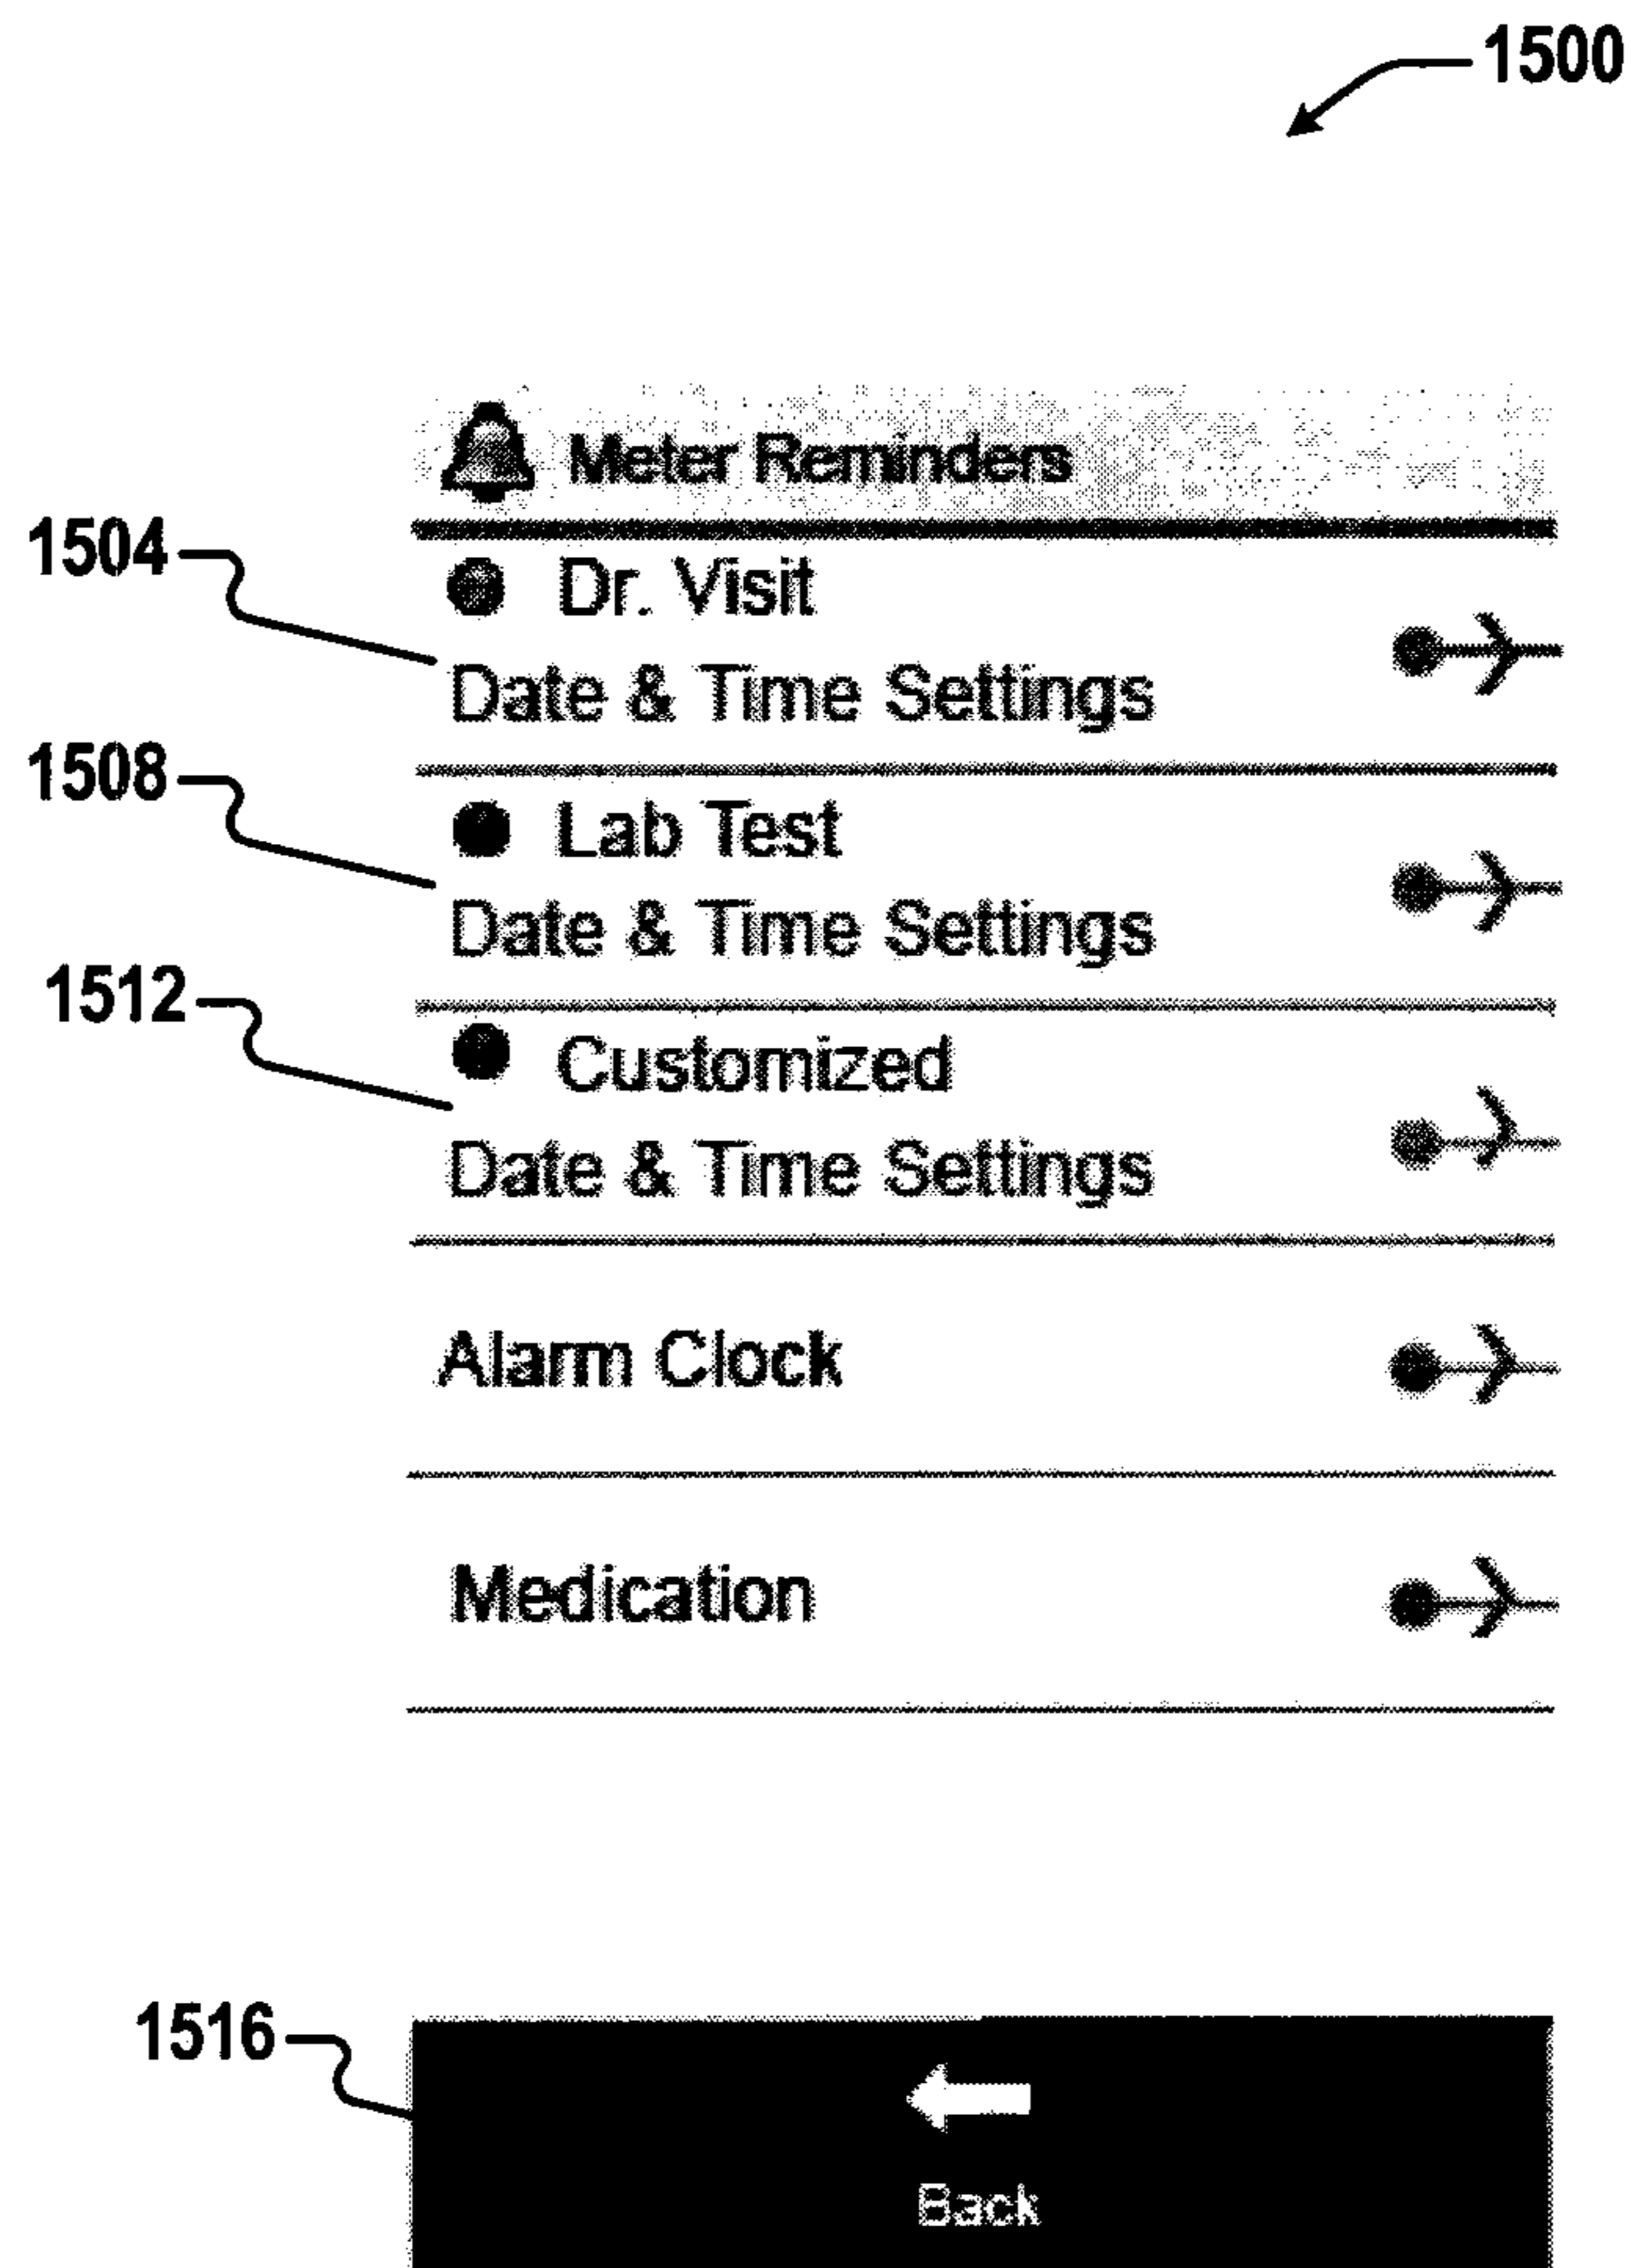 1500
Meter Reminders
1504
Dr. Visit
Date & Time Settings
1508
Lab Test
Date & Time Settings
1512
Customized
Date & Time Settings
Alarm Clock
Medication
1516
Back